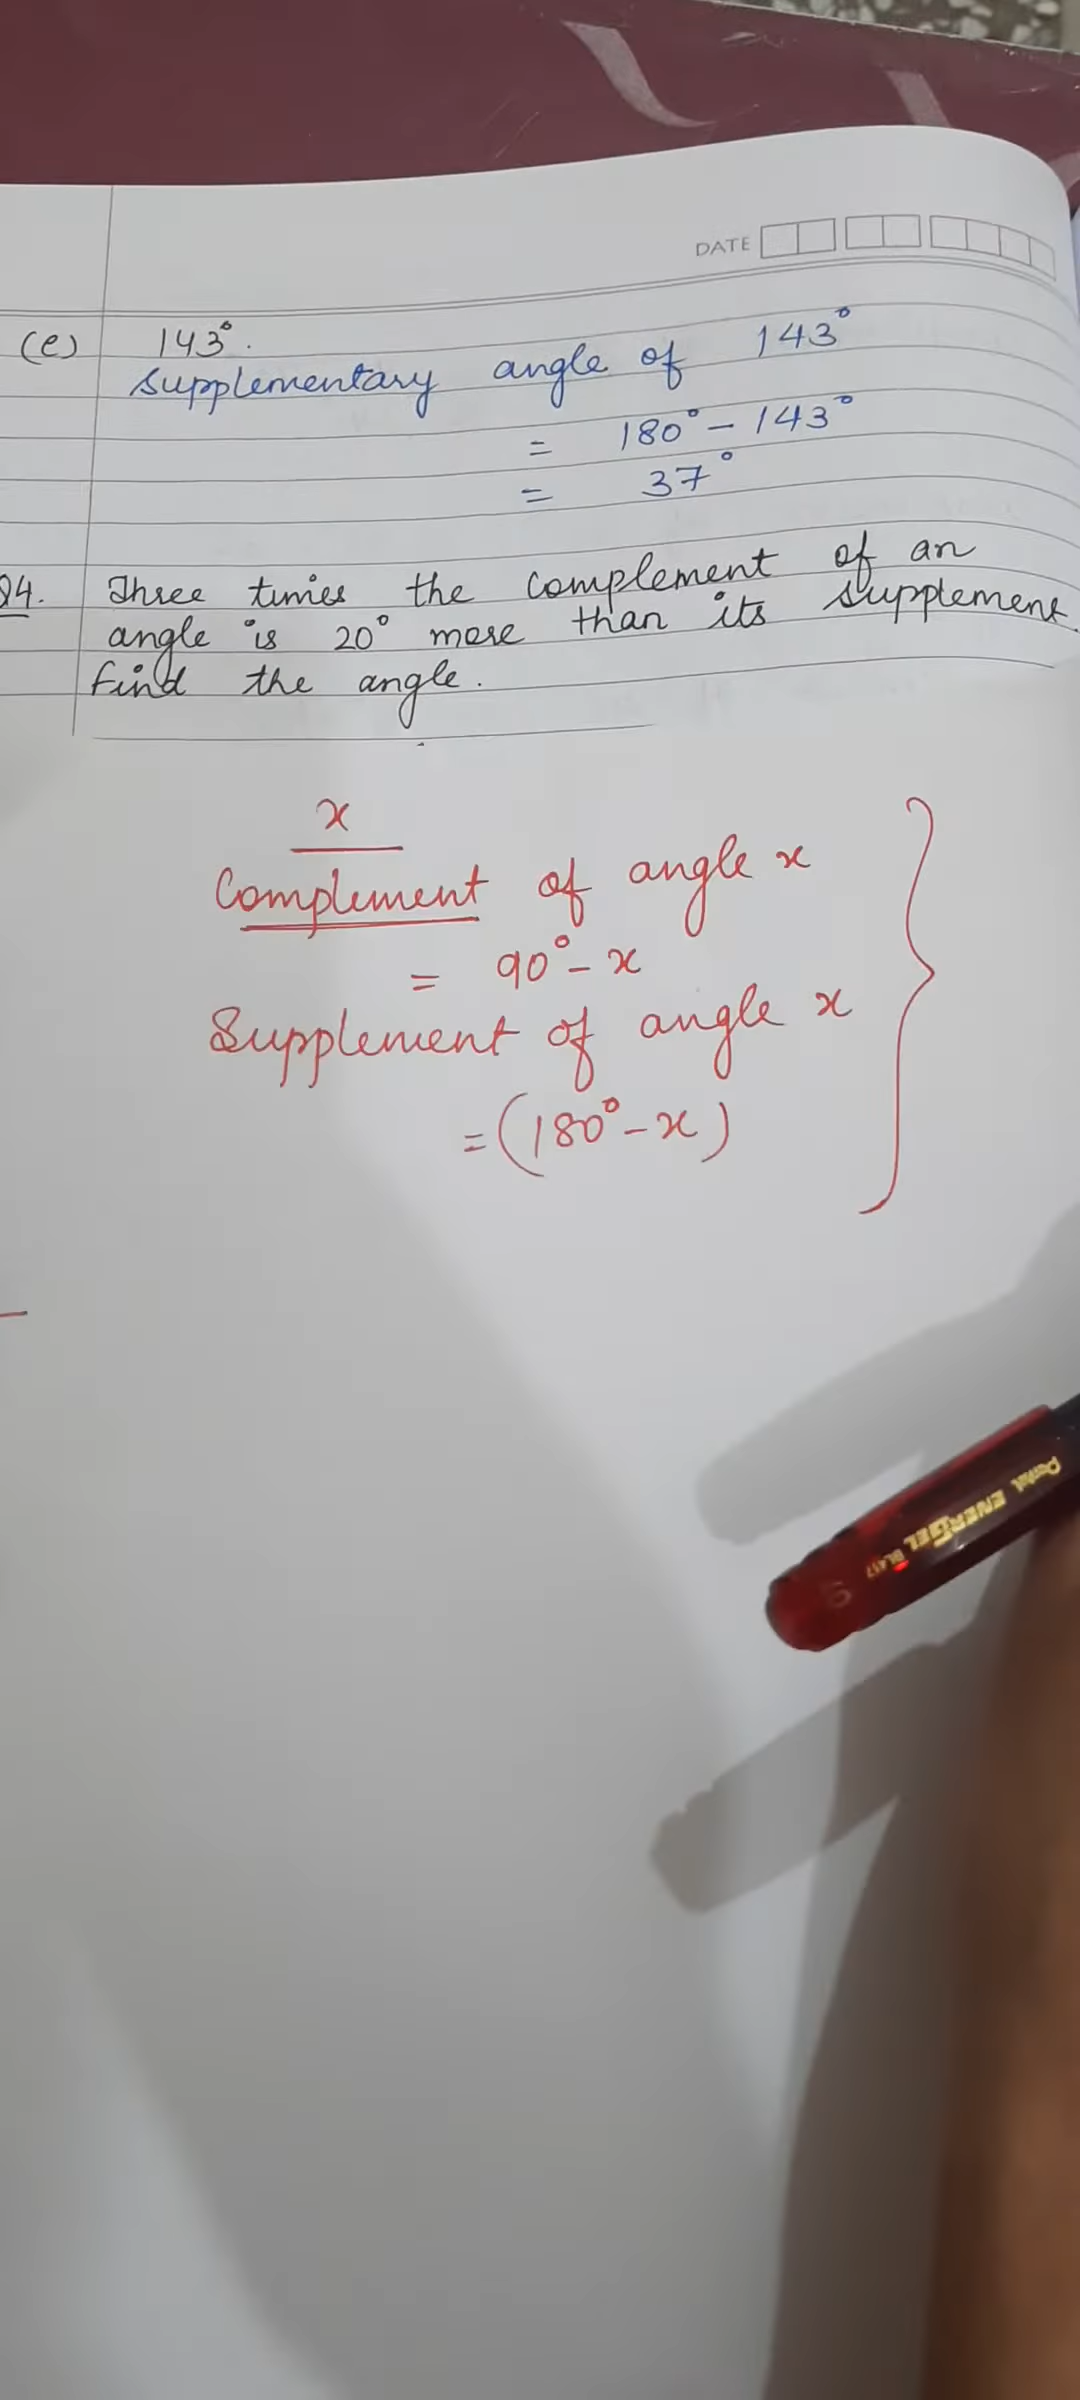 DATE
(e) 143°.
Supplementary angle of 143°
= 180° - 143°
= 37°
Q4. Three times the complement of an
angle is 20° more than its supplement.
Find the angle.
x
Complement of angle x
= 90° - x
Supplement of angle x
= (180° - x)
Pentel ENERGEL BL417